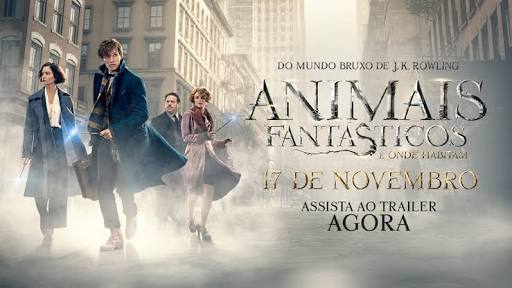 DO MUNDO BRUXO DE J.K. ROWLING
ANIMAIS
FANTÁSTICOS
E ONDE HABITAM
17 DE NOVEMBRO
ASSISTA AO TRAILER
AGORA